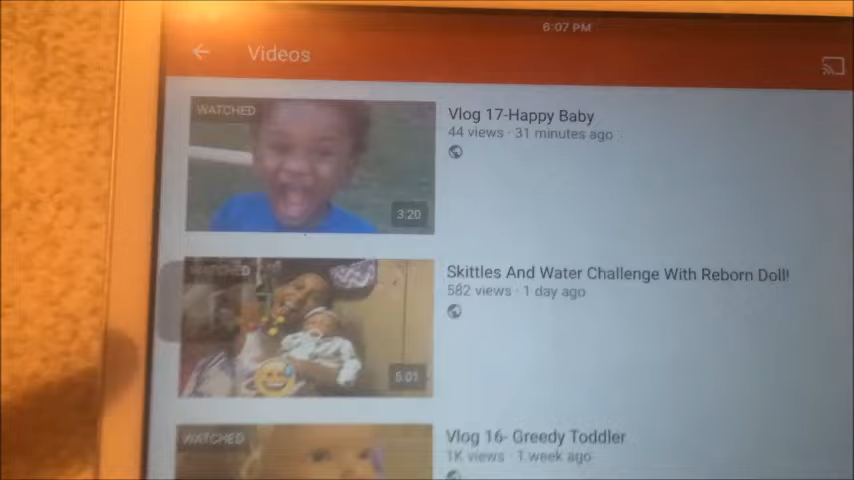 6:07 PM
Videos
WATCHED
Vlog 17-Happy Baby
44 views · 31 minutes ago
3:20
WATCHED
Skittles And Water Challenge With Reborn Doll!
582 views · 1 day ago
5:01
WATCHED
Vlog 16- Greedy Toddler
1K views · 1 week ago